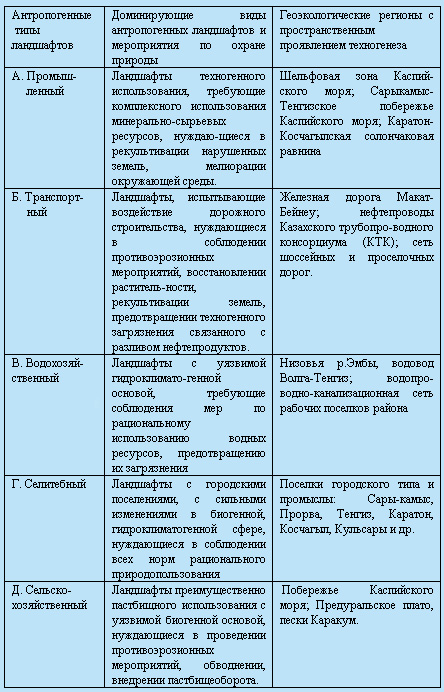 Антропогенные
типы
ландшафтов
Доминирующие виды
антропогенных ландшафтов и
мероприятия по охране
природы
Геоэкологические регионы с
пространственным
проявлением техногенеза
А. Промыш-
ленный
Ландшафты техногенного
использования, требующие
комплексного использования
минерально-сырьевых
ресурсов, нуждаю-щиеся в
рекультивации нарушенных
земель, мелиорации
окружающей среды.
Шельфовая зона Каспий-
ского моря; Сарыкамыс-
Тенгизское побережье
Каспийского моря; Каратон-
Косчагылская солончаковая
равнина
Б. Транспорт-
ный
Ландшафты, испытывающие
воздействие дорожного
строительства, нуждающиеся
в соблюдении
противоэрозионных
мероприятий, восстановлении
раститель-ности,
рекультивации земель,
предотвращении техногенного
загрязнения связанного с
разливом нефтепродуктов.
Железная дорога Макат-
Бейнеу; нефтепроводы
Казахского трубопро-водного
консорциума (КТК); сеть
шоссейных и проселочных
дорог.
В. Водохозяй-
ственный
Ландшафты с уязвимой
гидроклимато-генной
основой, требующие
соблюдения мер по
рациональному
использованию водных
ресурсов, предотвращению
их загрязнения
Низовья р.Эмбы, водовод
Волга-Тенгиз; водопро-
водно-канализационная сеть
рабочих поселков района
Г. Селитебный
Ландшафты с городскими
поселениями, с сильными
изменениями в биогенной,
гидроклиматогенной сфере,
нуждающиеся в соблюдении
всех норм рационального
природопользования
Поселки городского типа и
промыслы: Сары-камыс,
Прорва, Тенгиз, Каратон,
Косчагыл, Кульсары и др.
Д. Сельско-
хозяйственный
Ландшафты преимущественно
пастбищного использования с
уязвимой биогенной основой,
нуждающиеся в проведении
противоэрозионных
мероприятий, обводнении,
внедрении пастбищеоборота.
Побережье Каспийского
моря; Предуральское плато,
пески Каракум.